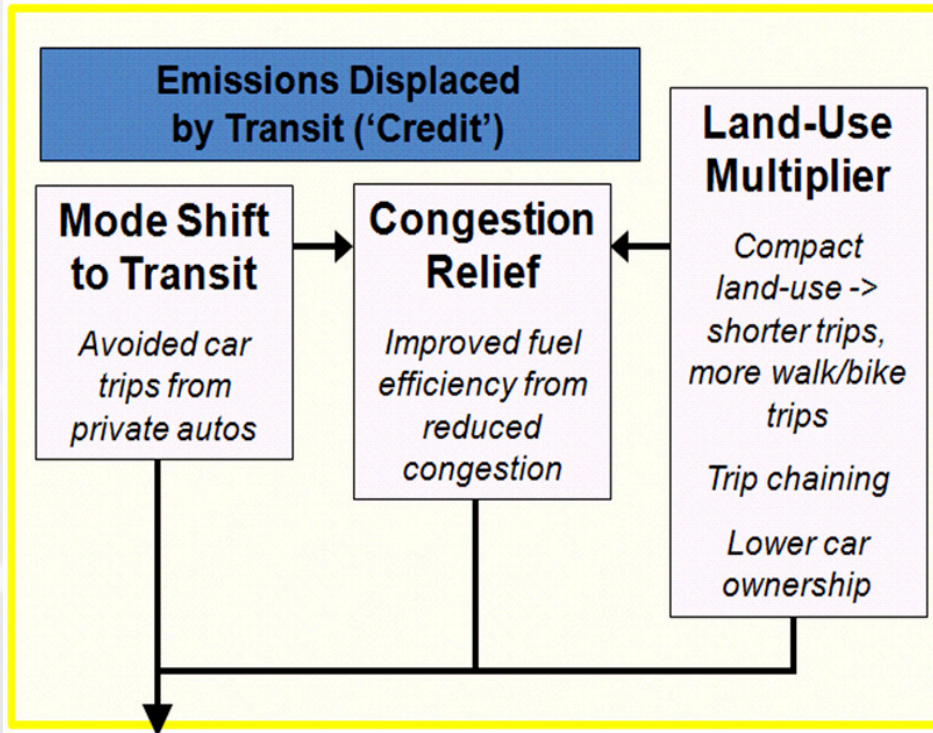 Emissions Displaced
by Transit (‘Credit’)
Mode Shift
to Transit
Avoided car
trips from
private autos
Congestion
Relief
Improved fuel
efficiency from
reduced
congestion
Land-Use
Multiplier
Compact
land-use ->
shorter trips,
more walk/bike
trips
Trip chaining
Lower car
ownership